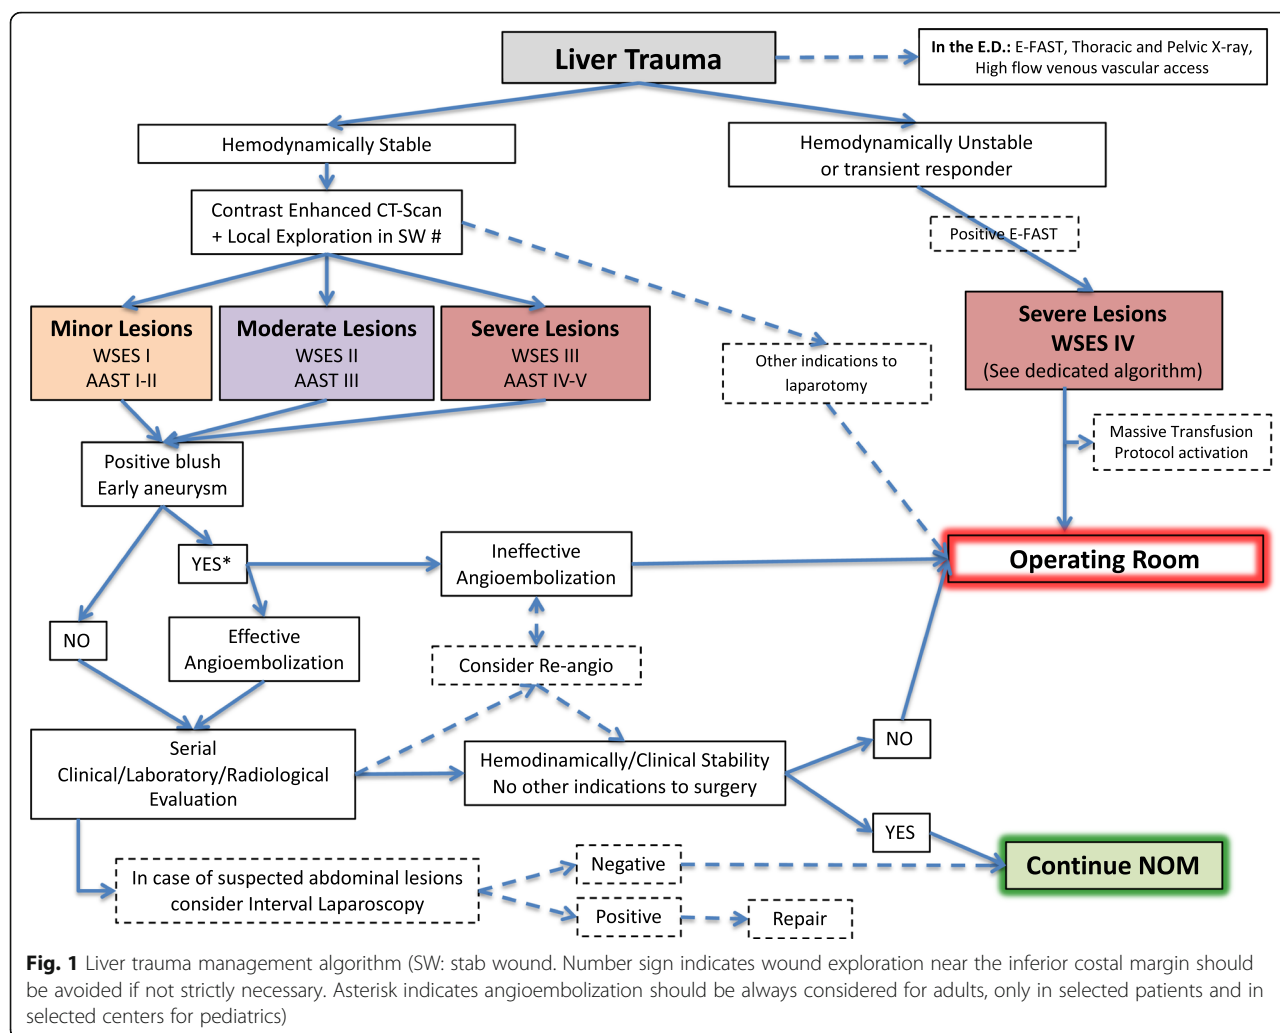 Liver Trauma
In the E.D.: E-FAST, Thoracic and Pelvic X-ray,
High flow venous vascular access
Hemodynamically Stable
Hemodynamically Unstable
or transient responder
Contrast Enhanced CT-Scan
+ Local Exploration in SW #
Positive E-FAST
Minor Lesions
WSES I
AAST I-II
Moderate Lesions
WSES II
AAST III
Severe Lesions
WSES III
AAST IV-V
Severe Lesions
WSES IV
(See dedicated algorithm)
Other indications to
laparotomy
Massive Transfusion
Protocol activation
Positive blush
Early aneurysm
YES*
Ineffective
Angioembolization
Operating Room
NO
Effective
Angioembolization
Consider Re-angio
Serial
Clinical/Laboratory/Radiological
Evaluation
Hemodinamically/Clinical Stability
No other indications to surgery
NO
YES
Continue NOM
In case of suspected abdominal lesions
consider Interval Laparoscopy
Negative
Positive
Repair
Fig. 1 Liver trauma management algorithm (SW: stab wound. Number sign indicates wound exploration near the inferior costal margin should
be avoided if not strictly necessary. Asterisk indicates angioembolization should be always considered for adults, only in selected patients and in
selected centers for pediatrics)